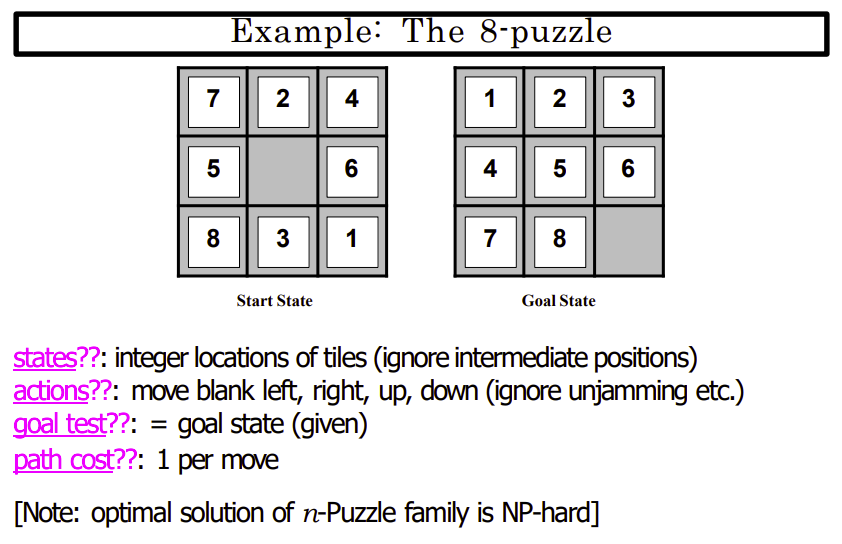 Example: The 8-puzzle
7 2 4
5 6
8 3 1
Start State
1 2 3
4 5 6
7 8
Goal State
states??: integer locations of tiles (ignore intermediate positions)
actions??: move blank left, right, up, down (ignore unjamming etc.)
goal test??: = goal state (given)
path cost??: 1 per move
[Note: optimal solution of n-Puzzle family is NP-hard]